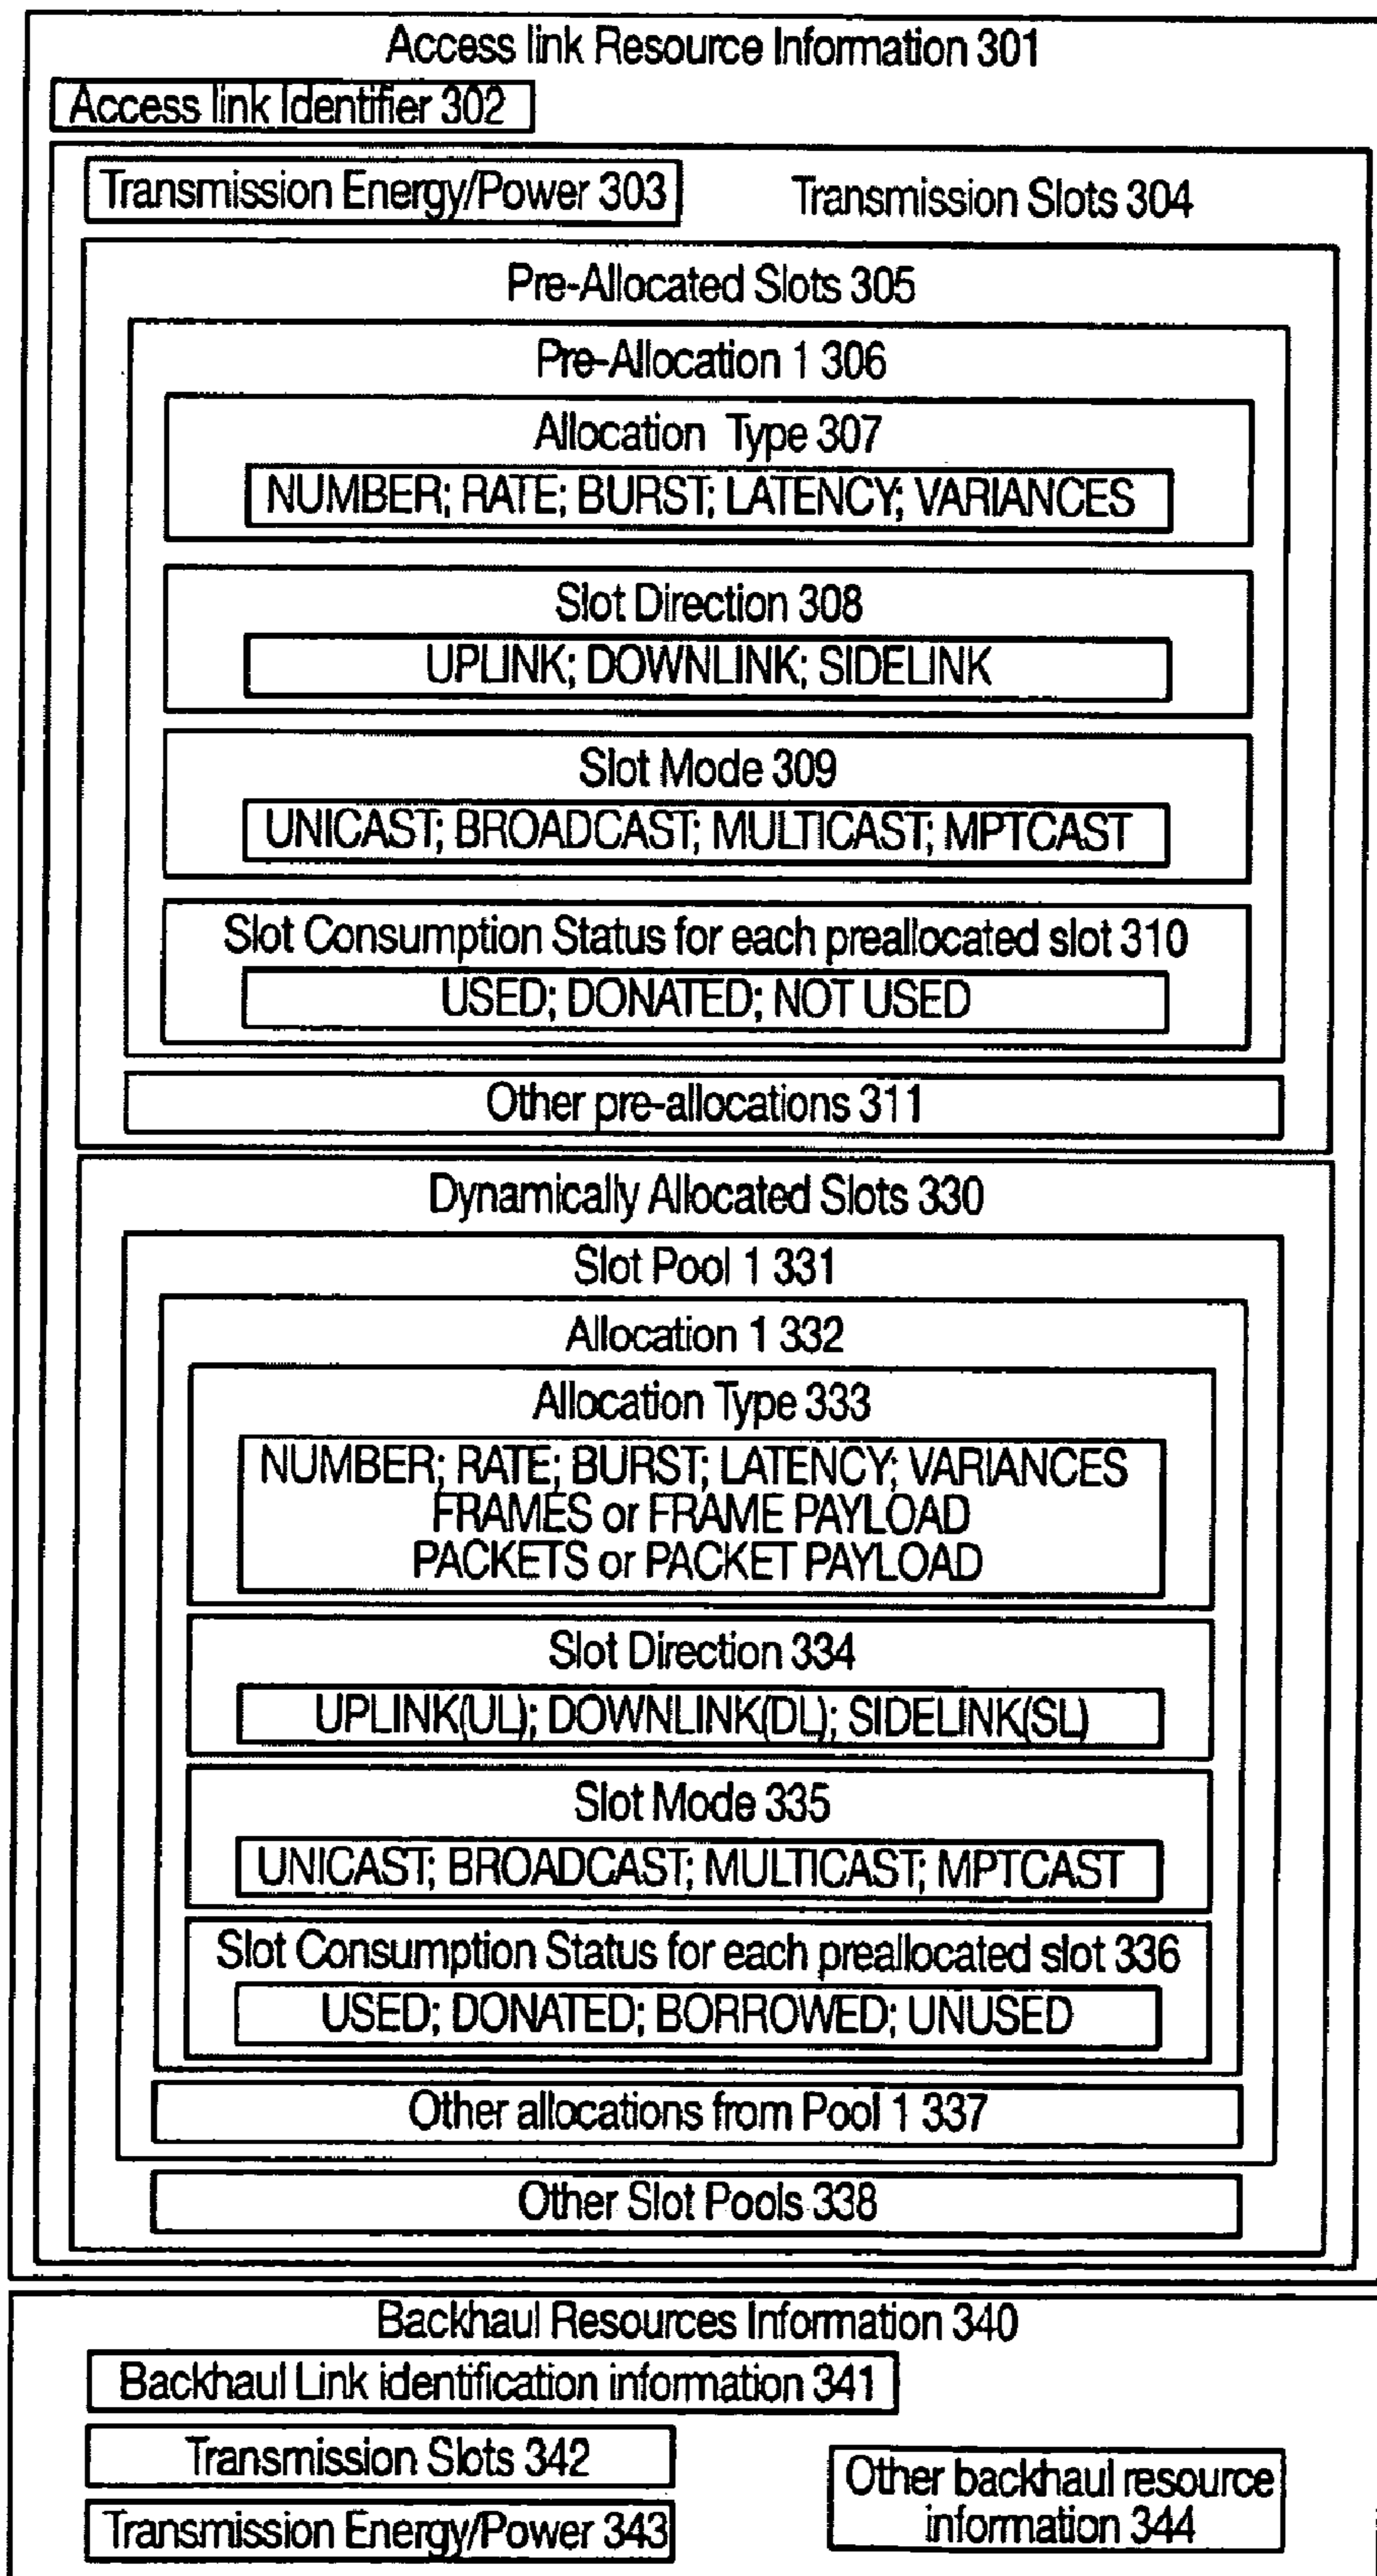 Access link Resource Information 301
Access link Identifier 302
Transmission Energy/Power 303
Transmission Slots 304
Pre-Allocated Slots 305
Pre-Allocation 1 306
Allocation Type 307
NUMBER; RATE; BURST; LATENCY; VARIANCES
Slot Direction 308
UPLINK; DOWNLINK; SIDELINK
Slot Mode 309
UNICAST; BROADCAST; MULTICAST; MPTCAST
Slot Consumption Status for each preallocated slot 310
USED; DONATED; NOT USED
Other pre-allocations 311
Dynamically Allocated Slots 330
Slot Pool 1 331
Allocation 1 332
Allocation Type 333
NUMBER; RATE; BURST; LATENCY; VARIANCES
FRAMES or FRAME PAYLOAD
PACKETS or PACKET PAYLOAD
Slot Direction 334
UPLINK(UL); DOWNLINK(DL); SIDELINK(SL)
Slot Mode 335
UNICAST; BROADCAST; MULTICAST; MPTCAST
Slot Consumption Status for each preallocated slot 336
USED; DONATED; BORROWED; UNUSED
Other allocations from Pool 1 337
Other Slot Pools 338
Backhaul Resources Information 340
Backhaul Link identification information 341
Transmission Slots 342
Transmission Energy/Power 343
Other backhaul resource
information 344